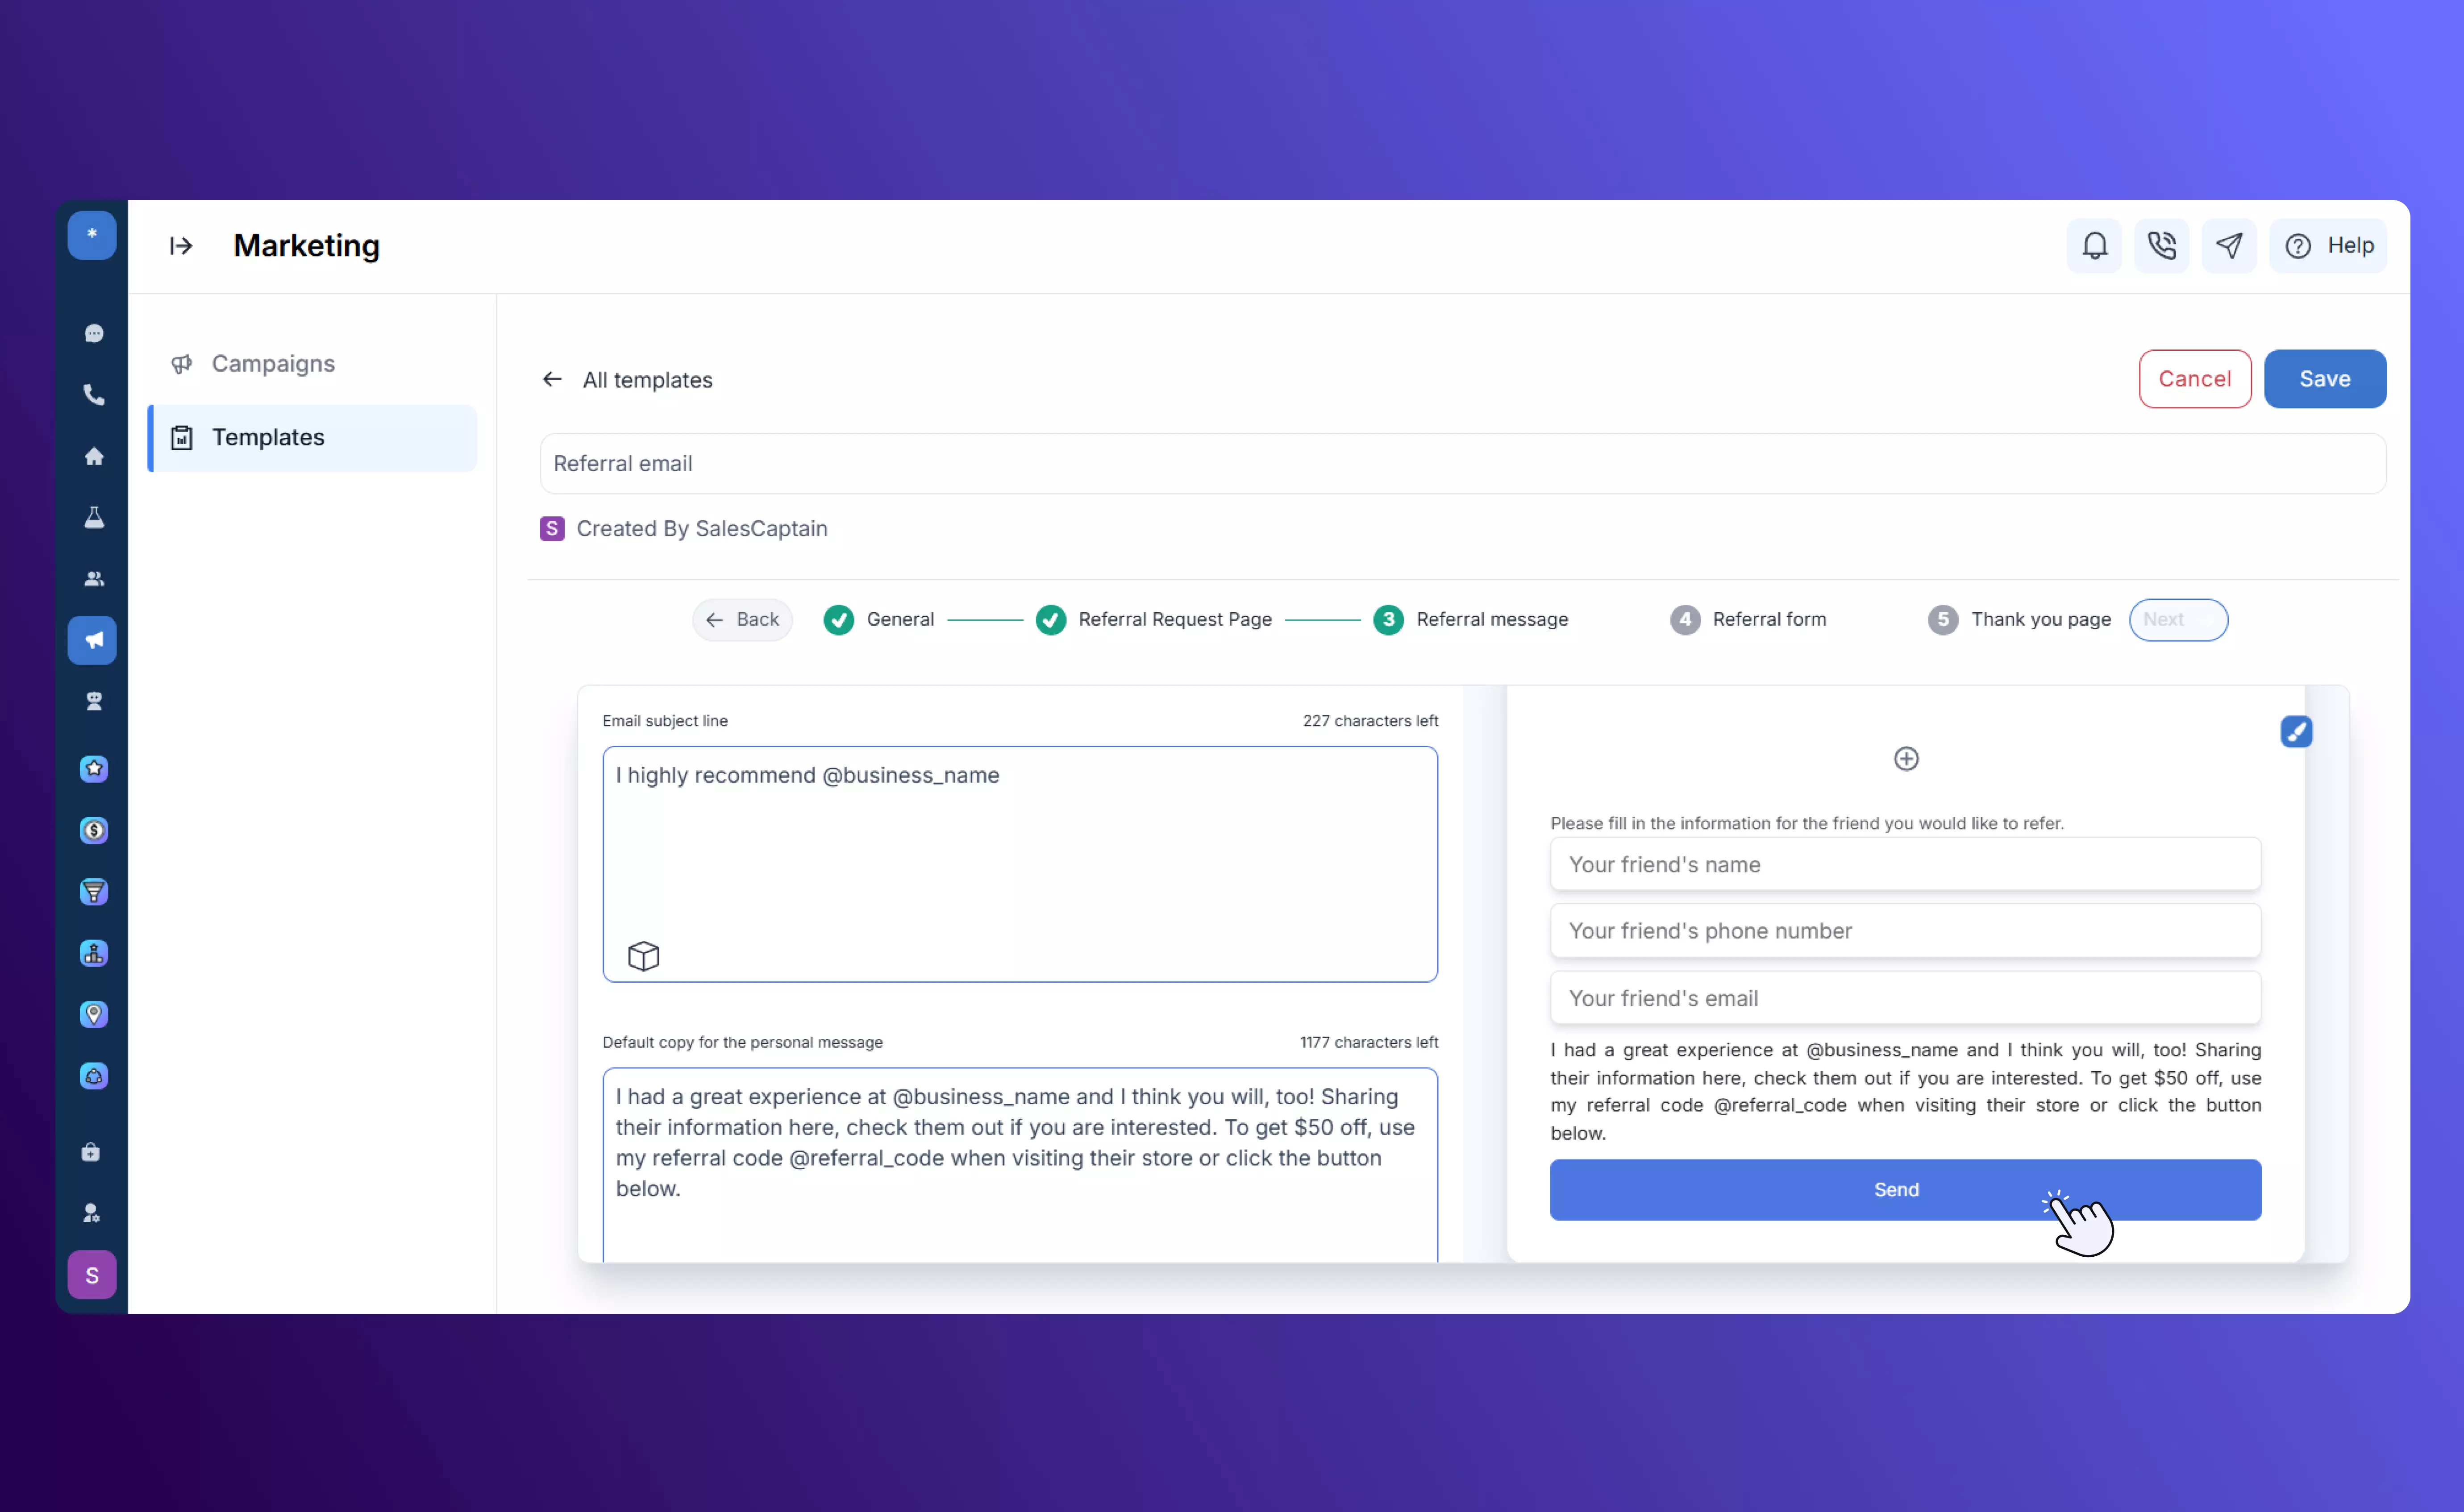 *
Marketing
Help
Campaigns
Templates
All templates
Cancel
Save
Referral email
S Created By SalesCaptain
Back
General
Referral Request Page
3 Referral message
4 Referral form
5 Thank you page
Next
Email subject line
227 characters left
I highly recommend @business_name
Default copy for the personal message
1177 characters left
I had a great experience at @business_name and I think you will, too! Sharing
their information here, check them out if you are interested. To get $50 off, use
my referral code @referral_code when visiting their store or click the button
below.
Please fill in the information for the friend you would like to refer.
Your friend's name
Your friend's phone number
Your friend's email
I had a great experience at @business_name and I think you will, too! Sharing
their information here, check them out if you are interested. To get $50 off, use
my referral code @referral_code when visiting their store or click the button
below.
Send
S